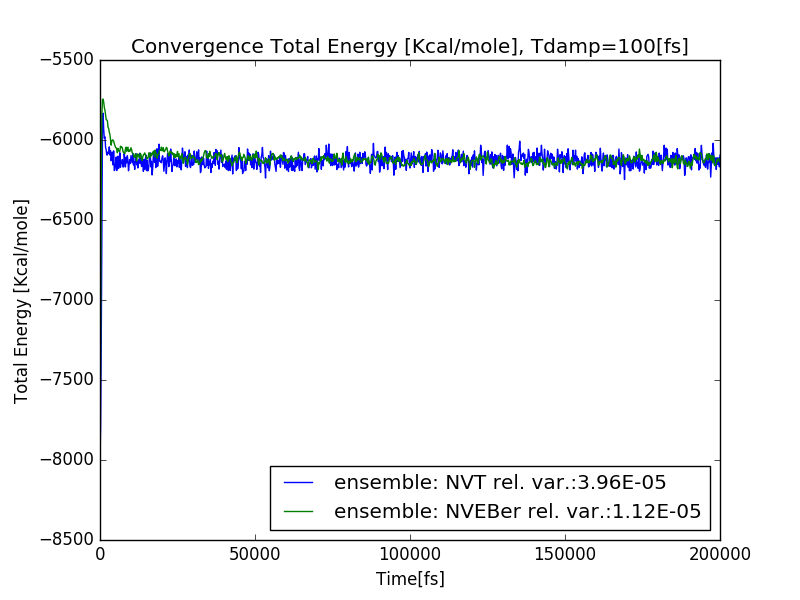 Convergence Total Energy [Kcal/mole], Tdamp=100[fs]
−5500
−6000
−6500
−7000
−7500
−8000
−8500
Total Energy [Kcal/mole]
ensemble: NVT rel. var.:3.96E-05
ensemble: NVEBer rel. var.:1.12E-05
0 50000 100000 150000 200000
Time[fs]